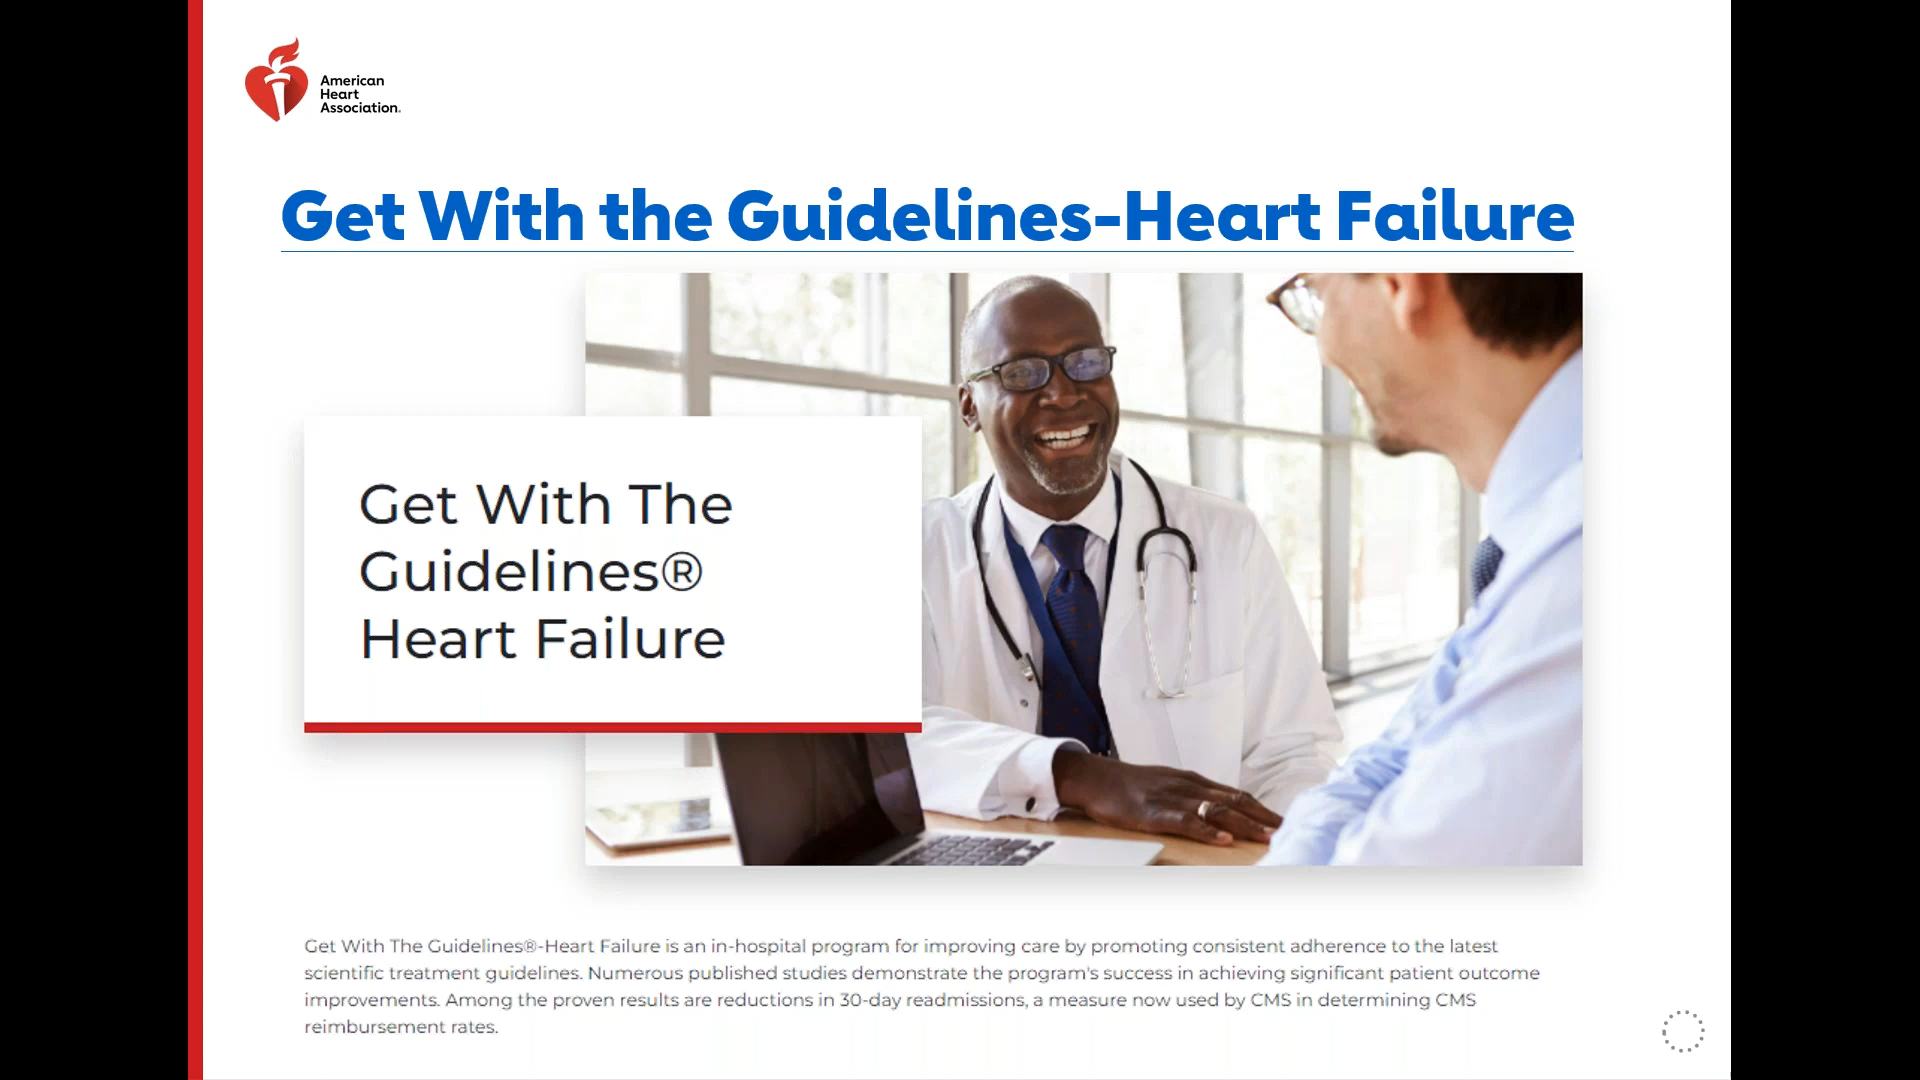 American
Heart
Association.
Get With the Guidelines-Heart Failure
Get With The
Guidelines®
Heart Failure
Get With The Guidelines®-Heart Failure is an in-hospital program for improving care by promoting consistent adherence to the latest
scientific treatment guidelines. Numerous published studies demonstrate the program's success in achieving significant patient outcome
improvements. Among the proven results are reductions in 30-day readmissions, a measure now used by CMS in determining CMS
reimbursement rates.